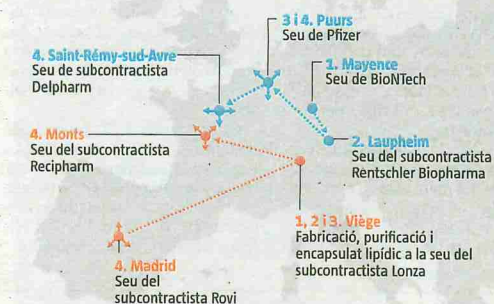 3 i 4. Puurs
Seu de Pfizer
4. Saint-Rémy-sud-Avre
Seu de subcontractista
Delpharm
1. Mayence
Seu de BioNTech
4. Monts
Seu del subcontractista
Recipharm
2. Laupheim
Seu del subcontractista
Rentschler Biopharma
1, 2 i 3. Viège
Fabricació, purificació i
encapsulat lipídic a la seu del
subcontractista Lonza
4. Madrid
Seu del
subcontractista Rovi